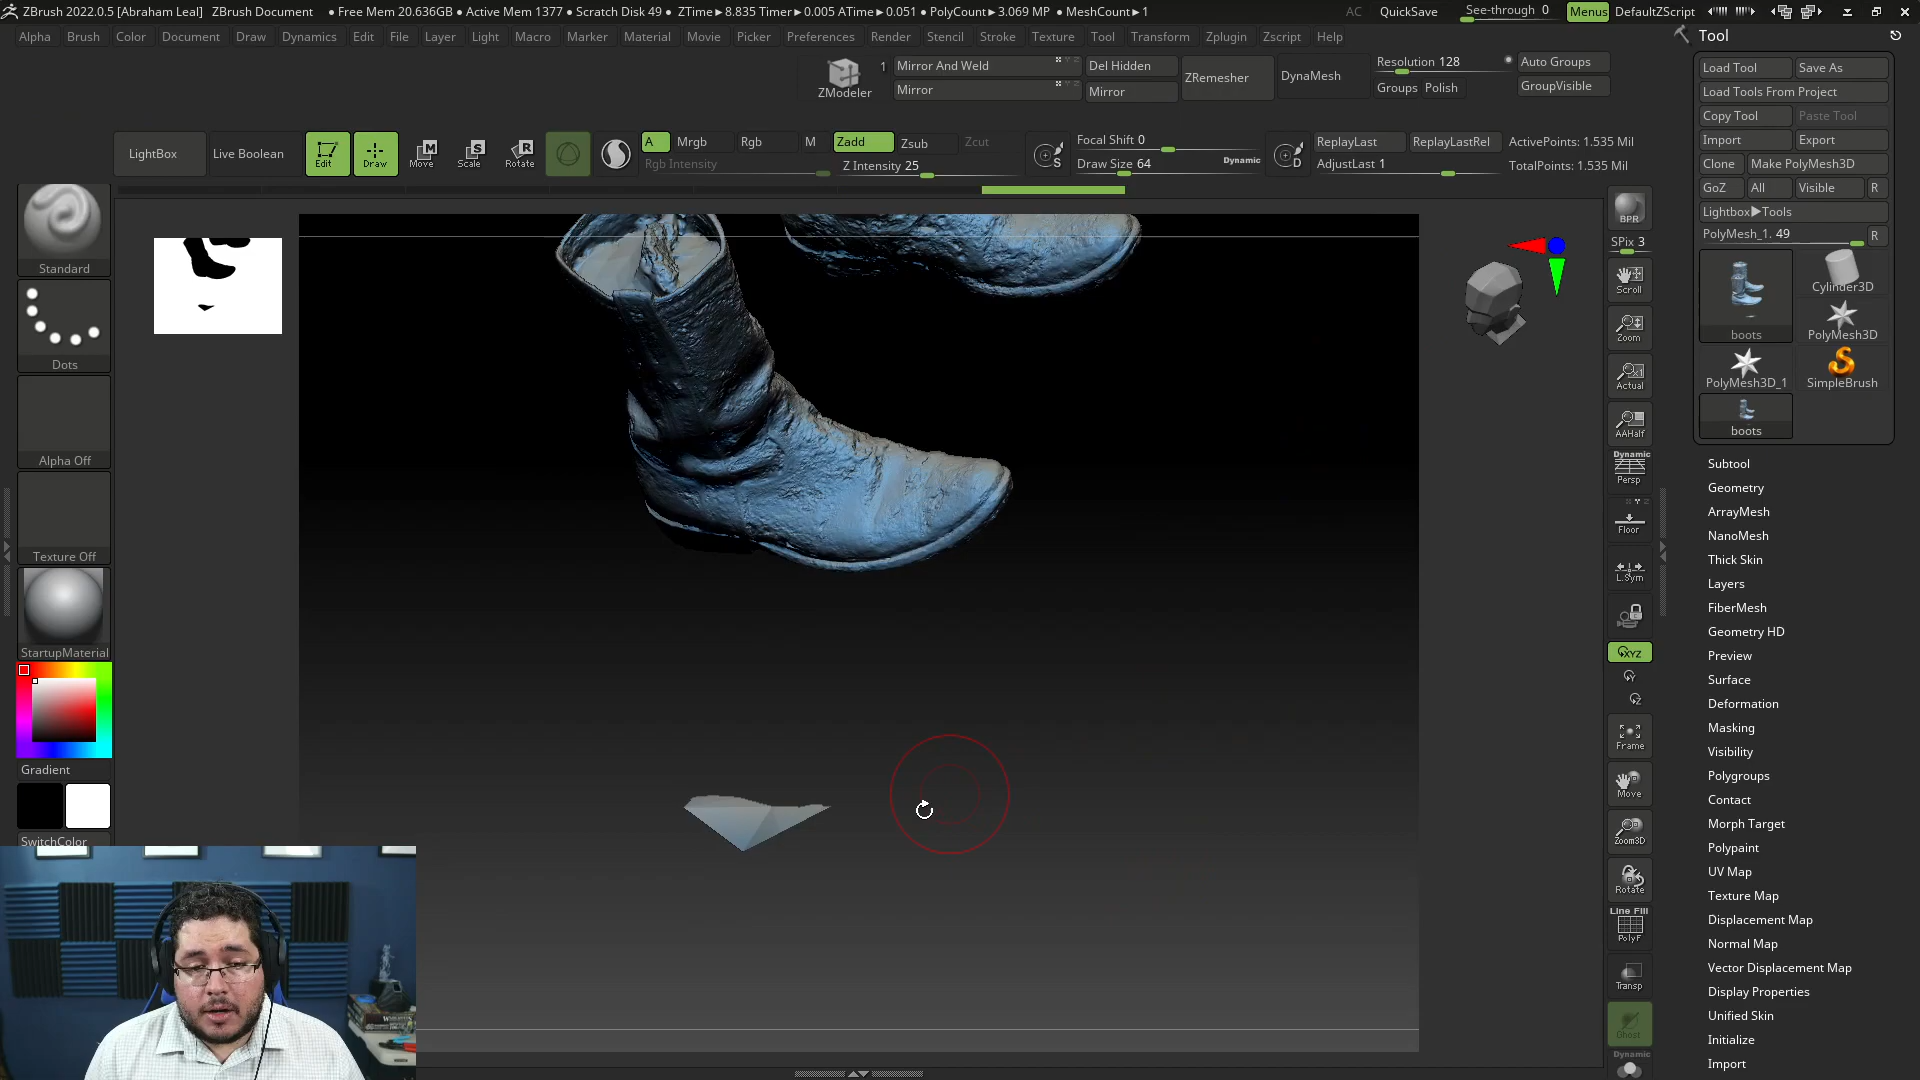 ZBrush 2022.0.5 [Abraham Leal] ZBrush Document ● Free Mem 20.636GB ● Active Mem 1377 ● Scratch Disk 49 ● ZTime►8.835 Timer►0.005 ATime►0.051 ● PolyCount►3.069 MP ● MeshCount►1 AC QuickSave See-through 0 Menus DefaultZScript
Alpha Brush Color Document Draw Dynamics Edit File Layer Light Macro Marker Material Movie Picker Preferences Render Stencil Stroke Texture Tool Transform Zplugin Zscript Help
Tool
ZModeler 1
Mirror And Weld
Mirror
Del Hidden
Mirror
ZRemesher
DynaMesh
Resolution 128
Groups Polish
Auto Groups
GroupVisible
LightBox
Live Boolean
Edit
Draw
Move
Scale
Rotate
A Mrgb Rgb M
Rgb Intensity
Zadd Zsub Zcut
Z Intensity 25
S
Focal Shift 0
Draw Size 64 Dynamic
D
ReplayLast ReplayLastRel
AdjustLast 1
ActivePoints: 1.535 Mil
TotalPoints: 1.535 Mil
Standard
Dots
Alpha Off
Texture Off
StartupMaterial
Gradient
SwitchColor
BPR
SPix 3
Scroll
Zoom
Actual
AAHalf
Dynamic
Persp
Floor
L.Sym
XYZ
Frame
Move
Zoom3D
Rotate
Line Fill
PolyF
Transp
Ghost
Dynamic
Load Tool Save As
Load Tools From Project
Copy Tool Paste Tool
Import Export
Clone Make PolyMesh3D
GoZ All Visible R
Lightbox►Tools
PolyMesh_1. 49 R
boots
Cylinder3D
PolyMesh3D
PolyMesh3D_1
SimpleBrush
boots
Subtool
Geometry
ArrayMesh
NanoMesh
Thick Skin
Layers
FiberMesh
Geometry HD
Preview
Surface
Deformation
Masking
Visibility
Polygroups
Contact
Morph Target
Polypaint
UV Map
Texture Map
Displacement Map
Normal Map
Vector Displacement Map
Display Properties
Unified Skin
Initialize
Import